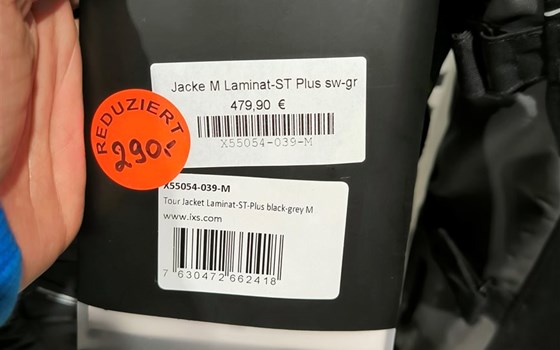 Jacke M Laminat-ST Plus sw-gr
479,90 €
X55054-039-M
REDUZIERT
290.-
X55054-039-M
Tour Jacket Laminat-ST-Plus black-grey M
www.ixs.com
7 630472 662418